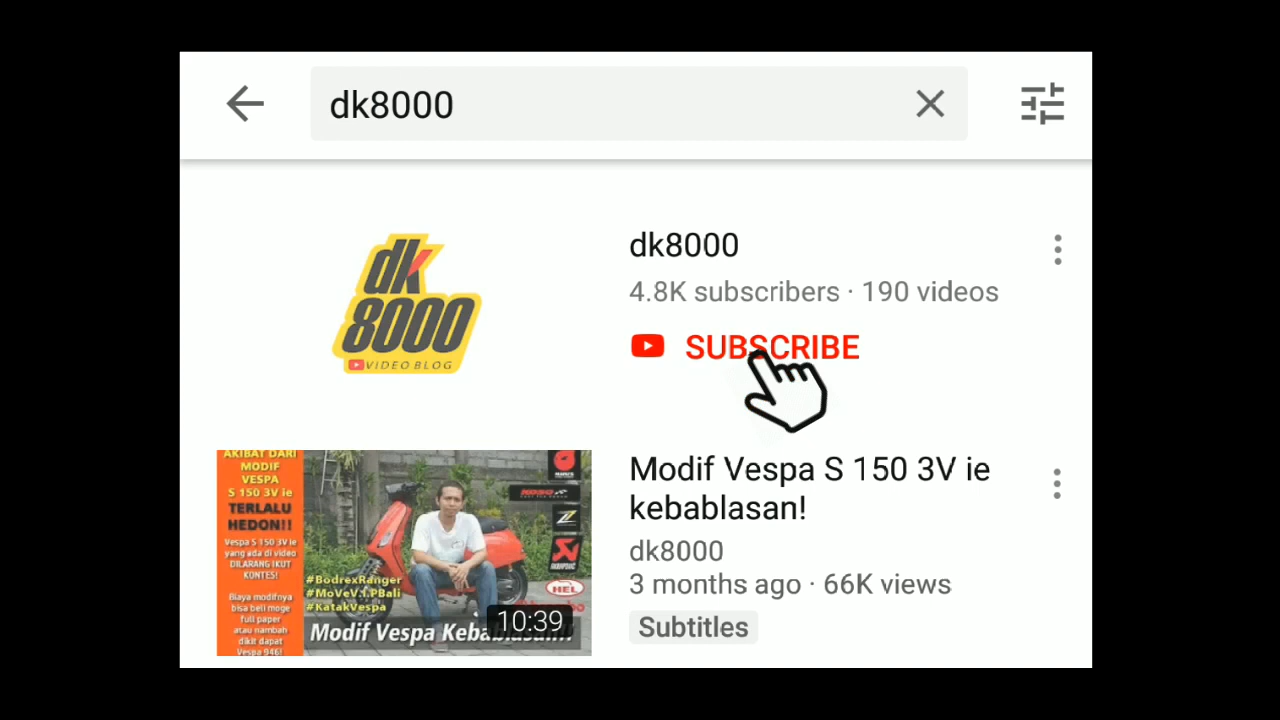 dk8000
dk
8000
VIDEO BLOG
dk8000
4.8K subscribers · 190 videos
SUBSCRIBE
AKIBAT DARI
MODIF
VESPA
S 150 3V ie
TERLALU
HEDON!!
Vespa S 150 3V ie
yang ada di video
DILARANG IKUT
KONTES!
Biaya modifnya
bisa beli moge
full paper
atau nambah
dikit dapat
Vespa 946!
#BodrexRanger
#MoVeV.I.PBali
#KatakVespa
Modif Vespa Kebablasan!!!
HEL
10:39
Modif Vespa S 150 3V ie
kebablasan!
dk8000
3 months ago · 66K views
Subtitles